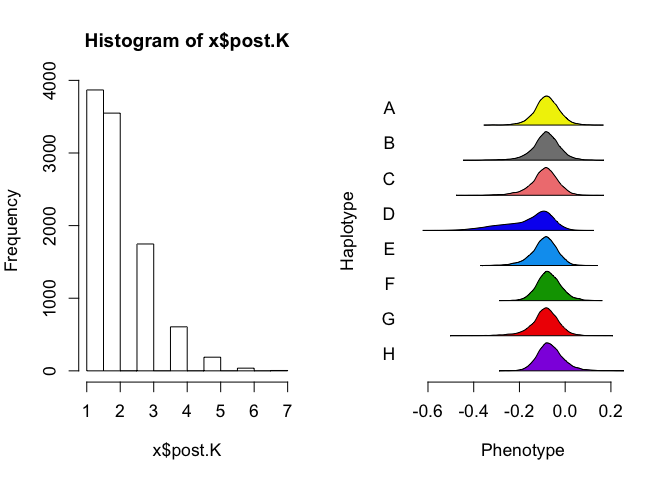 Histogram of x$post.K
Frequency
0
1000
2000
3000
4000
1 2 3 4 5 6 7
x$post.K
Haplotype
A
B
C
D
E
F
G
H
-0.6 -0.4 -0.2 0.0 0.2
Phenotype